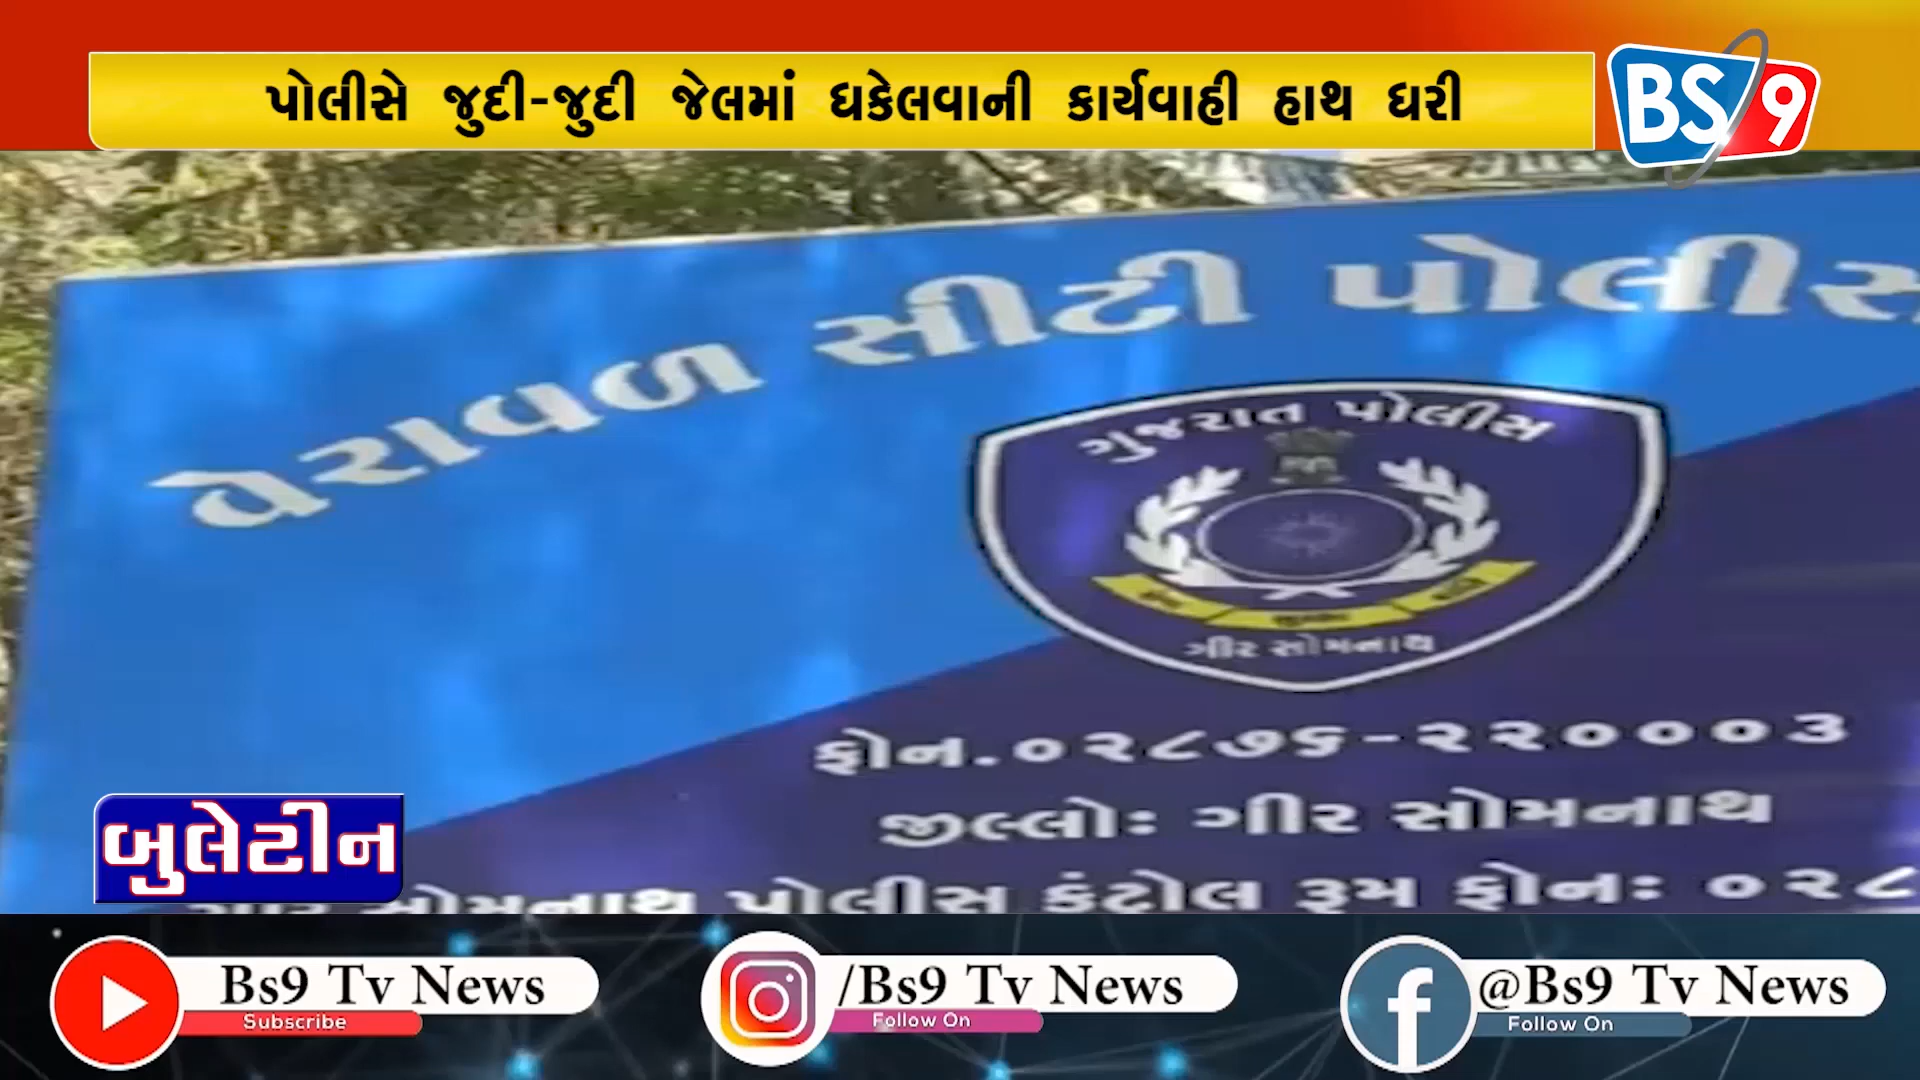 પોલીસે જુદી-જુદી જેલમાં ધકેલવાની કાર્યવાહી હાથ ધરી
BS9
વેરાવળ સીટી પોલીસ
ગુજરાત પોલીસ
ગીર સોમનાથ
ફોન.૦૨૮૭૬-૨૨૦૦૦૩
જીલ્લો: ગીર સોમનાથ
ગીર સોમનાથ પોલીસ કંટ્રોલ રૂમ ફોન: ૦૨૮
બુલેટીન
Bs9 Tv News
Subscribe
/Bs9 Tv News
Follow On
@Bs9 Tv News
Follow On